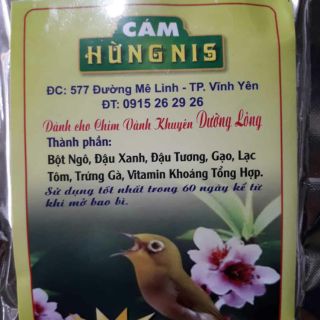 CÁM
HÙNGNIS
ĐC: 577 Đường Mê Linh - TP. Vĩnh Yên
ĐT: 0915 26 29 26
Dành cho Chim Vành Khuyên Dưỡng Lông
Thành phần:
Bột Ngô, Đậu Xanh, Đậu Tương, Gạo, Lạc
Tôm, Trứng Gà, Vitamin Khoáng Tổng Hợp.
Sử dụng tốt nhất trong 60 ngày kể từ
khi mở bao bì.